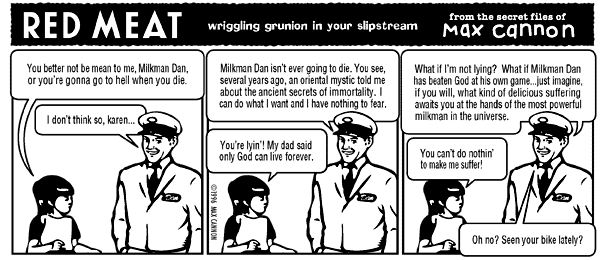 RED MEAT
wriggling grunion in your slipstream
from the secret files of
Max cannon
You better not be mean to me, Milkman Dan,
or you're gonna go to hell when you die.
I don't think so, karen...
Milkman Dan isn't ever going to die. You see,
several years ago, an oriental mystic told me
about the ancient secrets of immortality. I
can do what I want and I have nothing to fear.
You're lyin'! My dad said
only God can live forever.
©1996 MAX CANNON
What if I'm not lying? What if Milkman Dan
has beaten God at his own game...just imagine,
if you will, what kind of delicious suffering
awaits you at the hands of the most powerful
milkman in the universe.
You can't do nothin'
to make me suffer!
Oh no? Seen your bike lately?